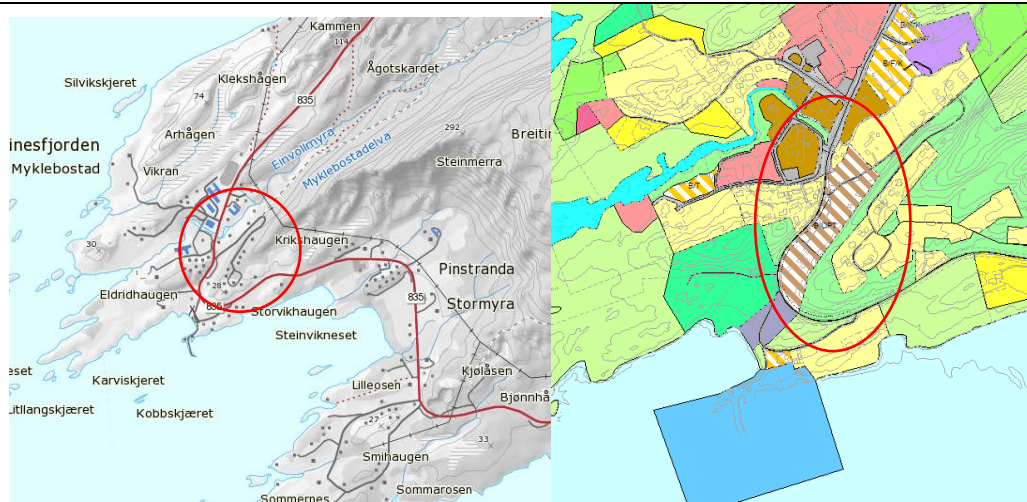 Kammen
114
Ågotskardet
Klekshågen
Silvikskjeret
835
74
Arhågen
292
Breitin
inesfjorden
Einvollmyra
Myklebostadelva
Steinmerra
Myklebostad
Vikran
30
Krikshaugen
Pinstranda
28
Eldridhaugen
835
835
Storvikhaugen
Stormyra
Steinvikneset
Kjølåsen
eset
Karviskjeret
Lilleosen
Bjønnhå
Litllangskjæret
Kobbskjæret
27
33
Smihaugen
Sommernes
Sommarosen
B/F/K
B/T